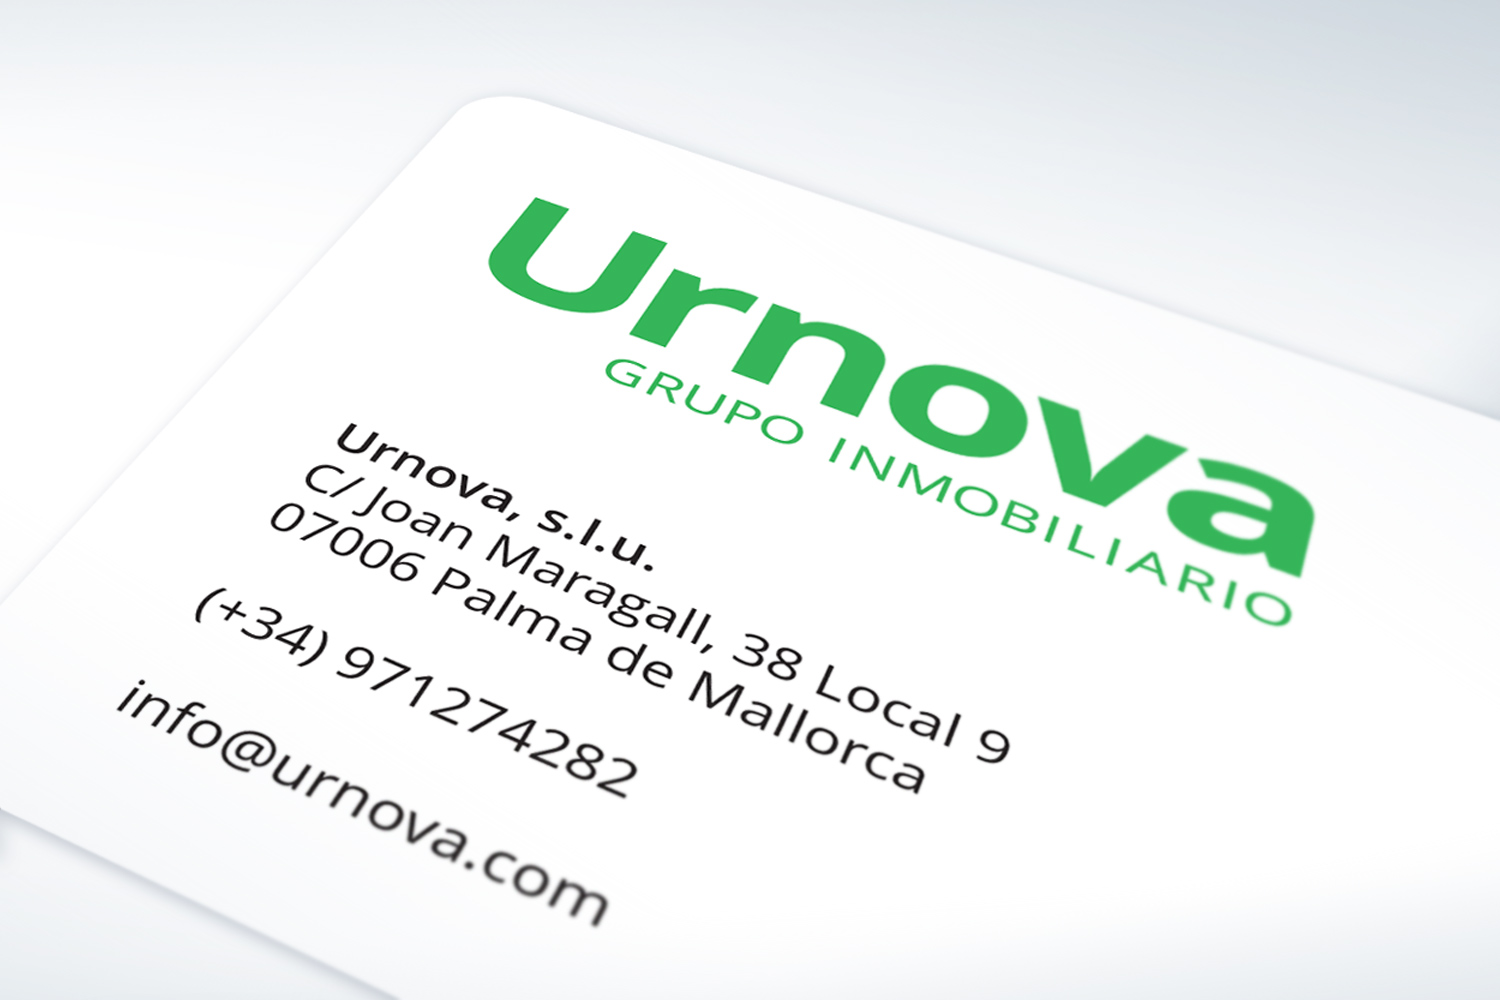 Urnova
GRUPO INMOBILIARIO
Urnova, s.l.u.
C/ Joan Maragall, 38 Local 9
07006 Palma de Mallorca
(+34) 971274282
info@urnova.com